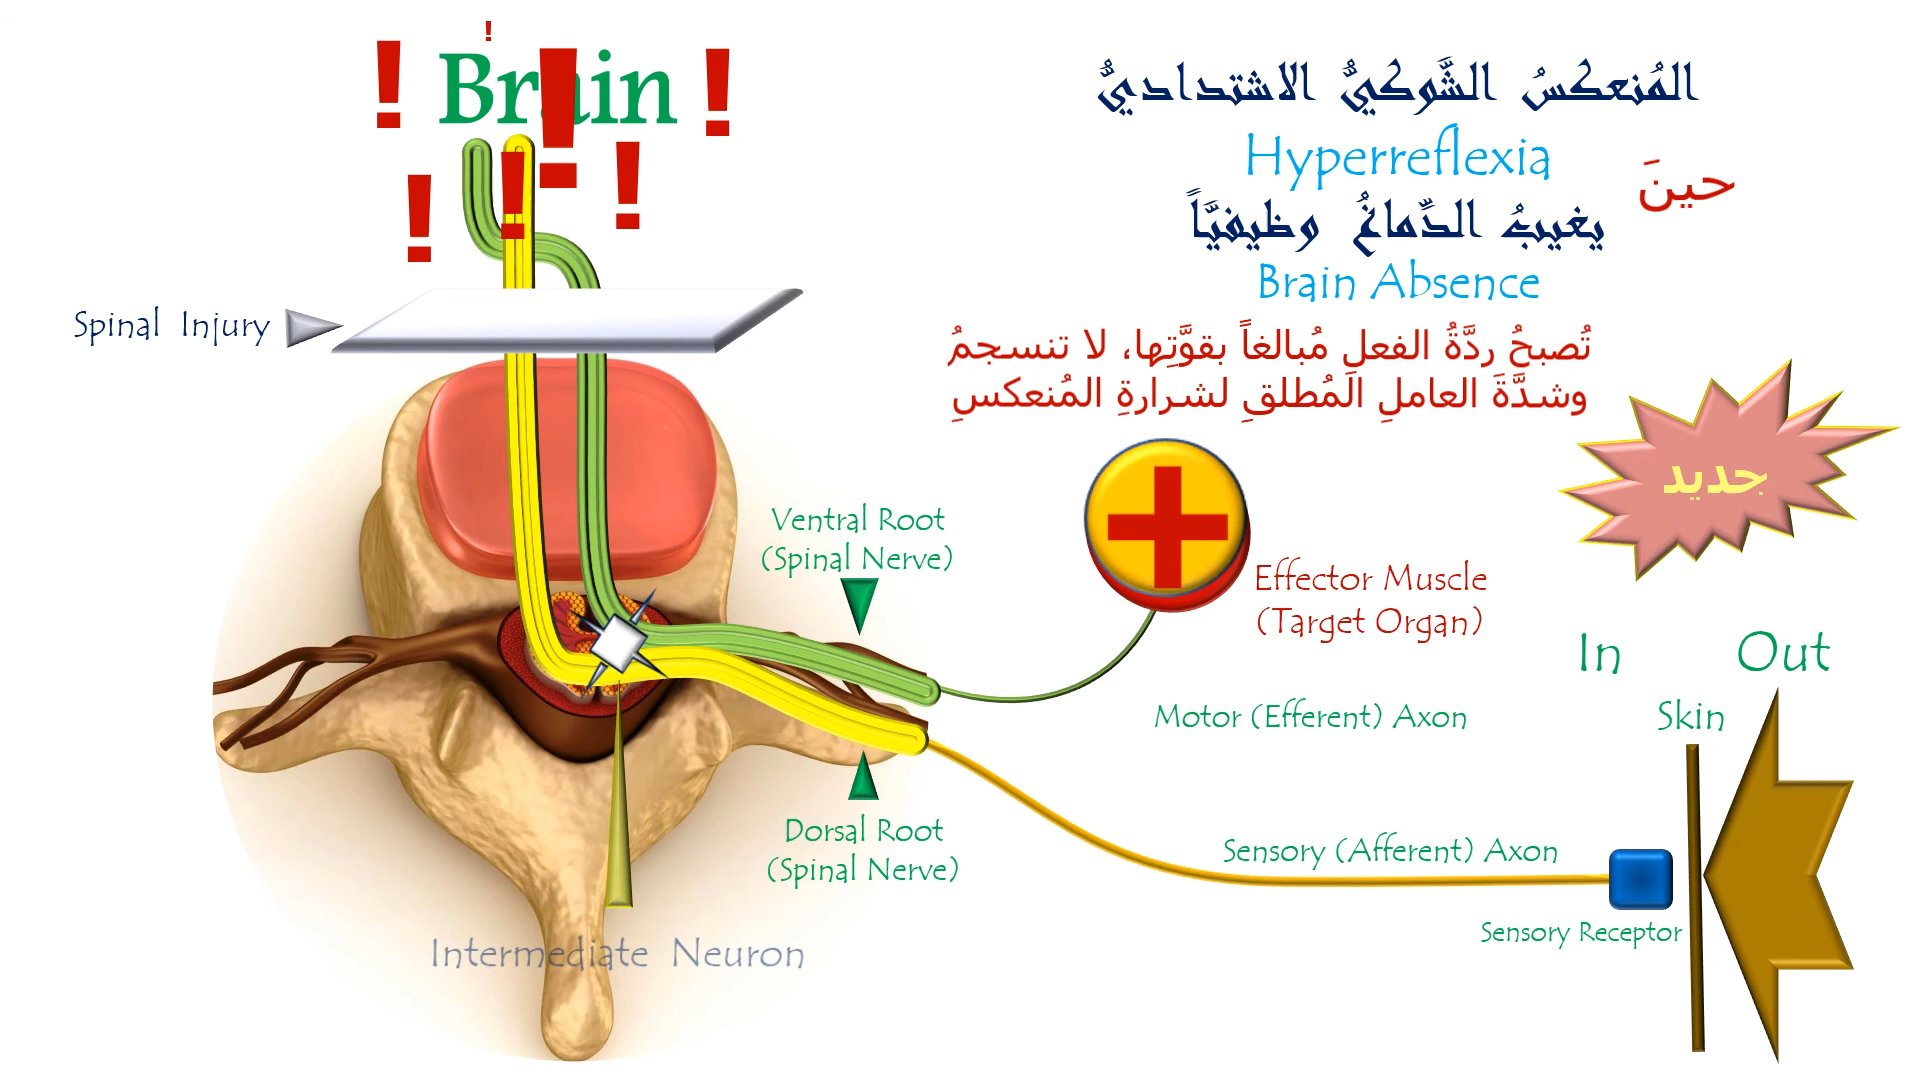 ! ! ! ! ! ! !
Brain
المُنعكسُ الشَّوكيُّ الاشتداديُّ
Hyperreflexia
حينَ
يغيبُ الدِّماغُ وظيفيَّاً
Brain Absence
تُصبحُ ردَّةُ الفعلِ مُبالغاً بقوَّتِها، لا تنسجمُ
وشدَّةَ العاملِ المُطلقِ لشرارةِ المُنعكسِ
Spinal Injury
جديد
Ventral Root
(Spinal Nerve)
Effector Muscle
(Target Organ)
In Out
Motor (Efferent) Axon
Skin
Dorsal Root
(Spinal Nerve)
Sensory (Afferent) Axon
Sensory Receptor
Intermediate Neuron